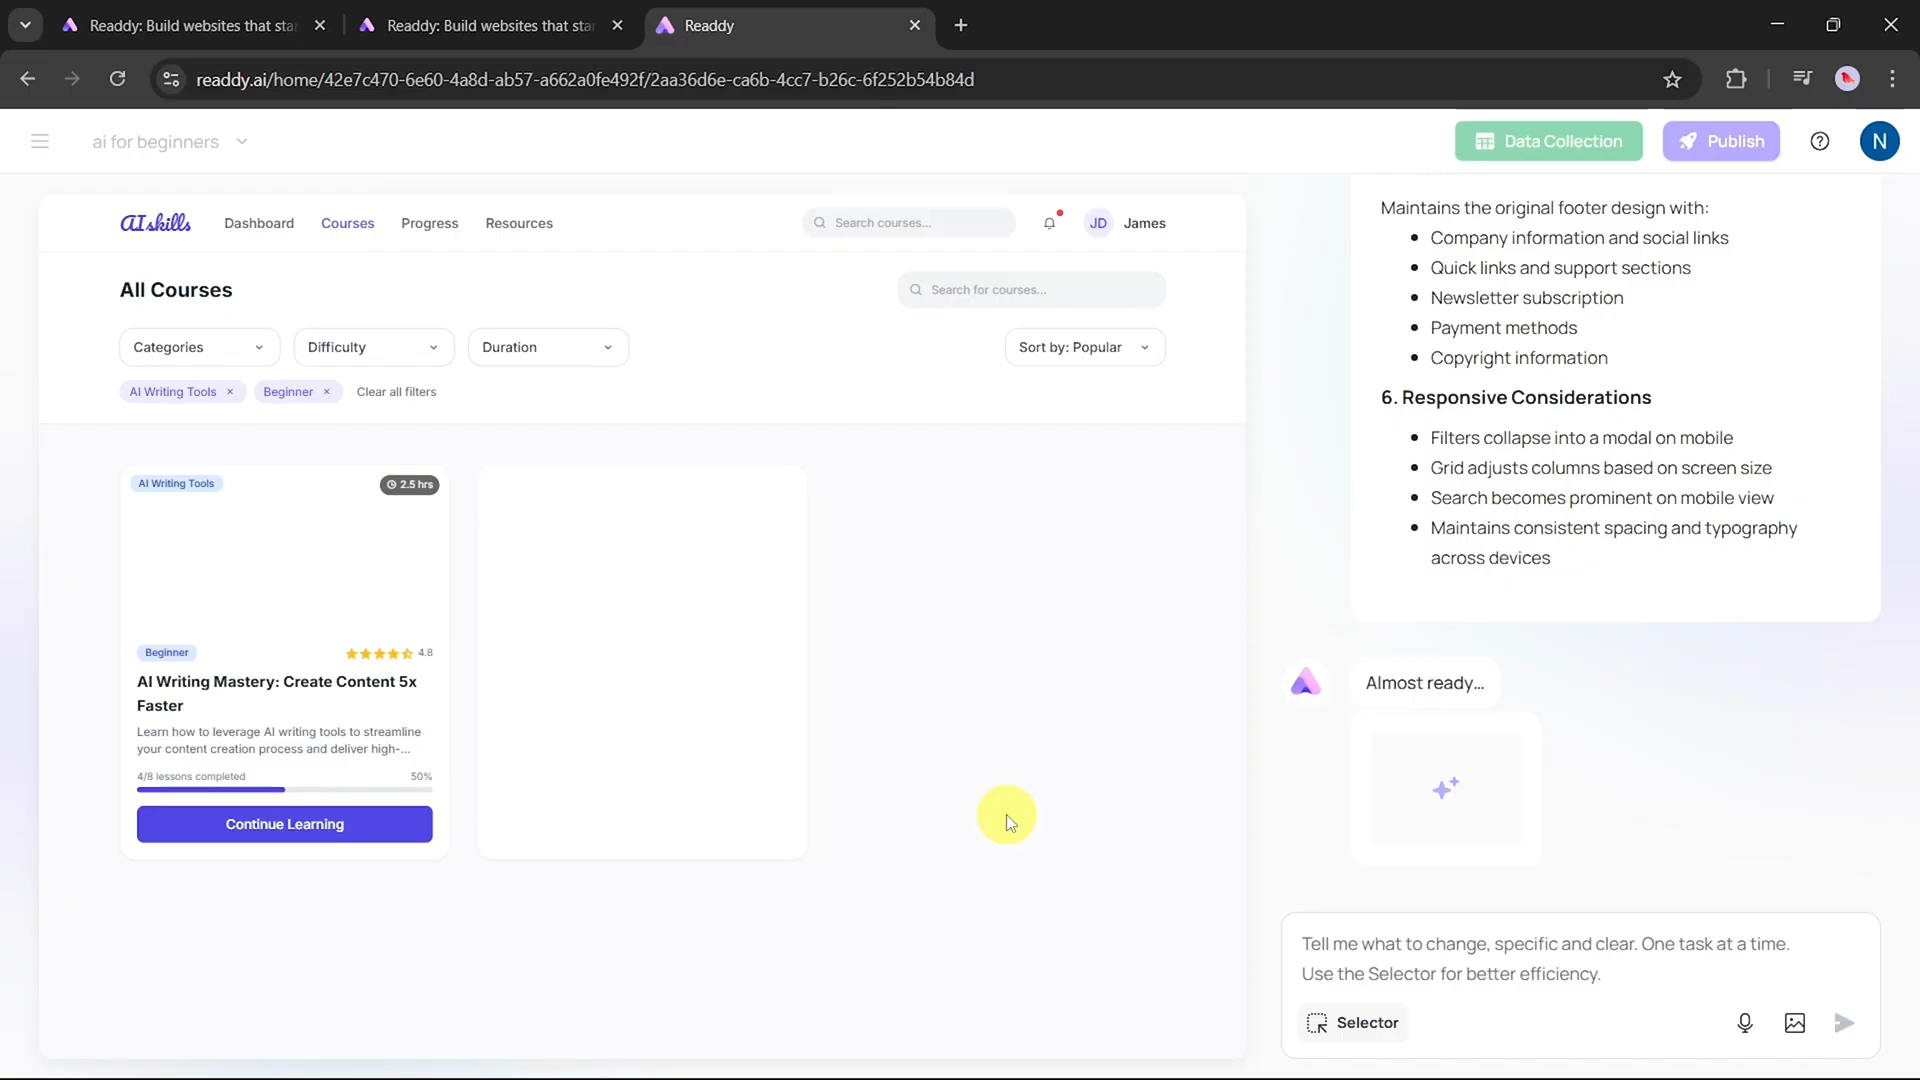 Readdy: Build websites that sta
Readdy: Build websites that sta
Readdy
readdy.ai/home/42e7c470-6e60-4a8d-ab57-a662a0fe492f/2aa36d6e-ca6b-4cc7-b26c-6f252b54b84d
ai for beginners
Data Collection
Publish
N
AIskills
Dashboard
Courses
Progress
Resources
Search courses...
JD
James
All Courses
Search for courses...
Categories
Difficulty
Duration
Sort by: Popular
AI Writing Tools ×
Beginner ×
Clear all filters
AI Writing Tools
2.5 hrs
Beginner
4.8
AI Writing Mastery: Create Content 5x
Faster
Learn how to leverage AI writing tools to streamline
your content creation process and deliver high-...
4/8 lessons completed
50%
Continue Learning
Maintains the original footer design with:
• Company information and social links
• Quick links and support sections
• Newsletter subscription
• Payment methods
• Copyright information
6. Responsive Considerations
• Filters collapse into a modal on mobile
• Grid adjusts columns based on screen size
• Search becomes prominent on mobile view
• Maintains consistent spacing and typography
across devices
Almost ready...
Tell me what to change, specific and clear. One task at a time.
Use the Selector for better efficiency.
Selector